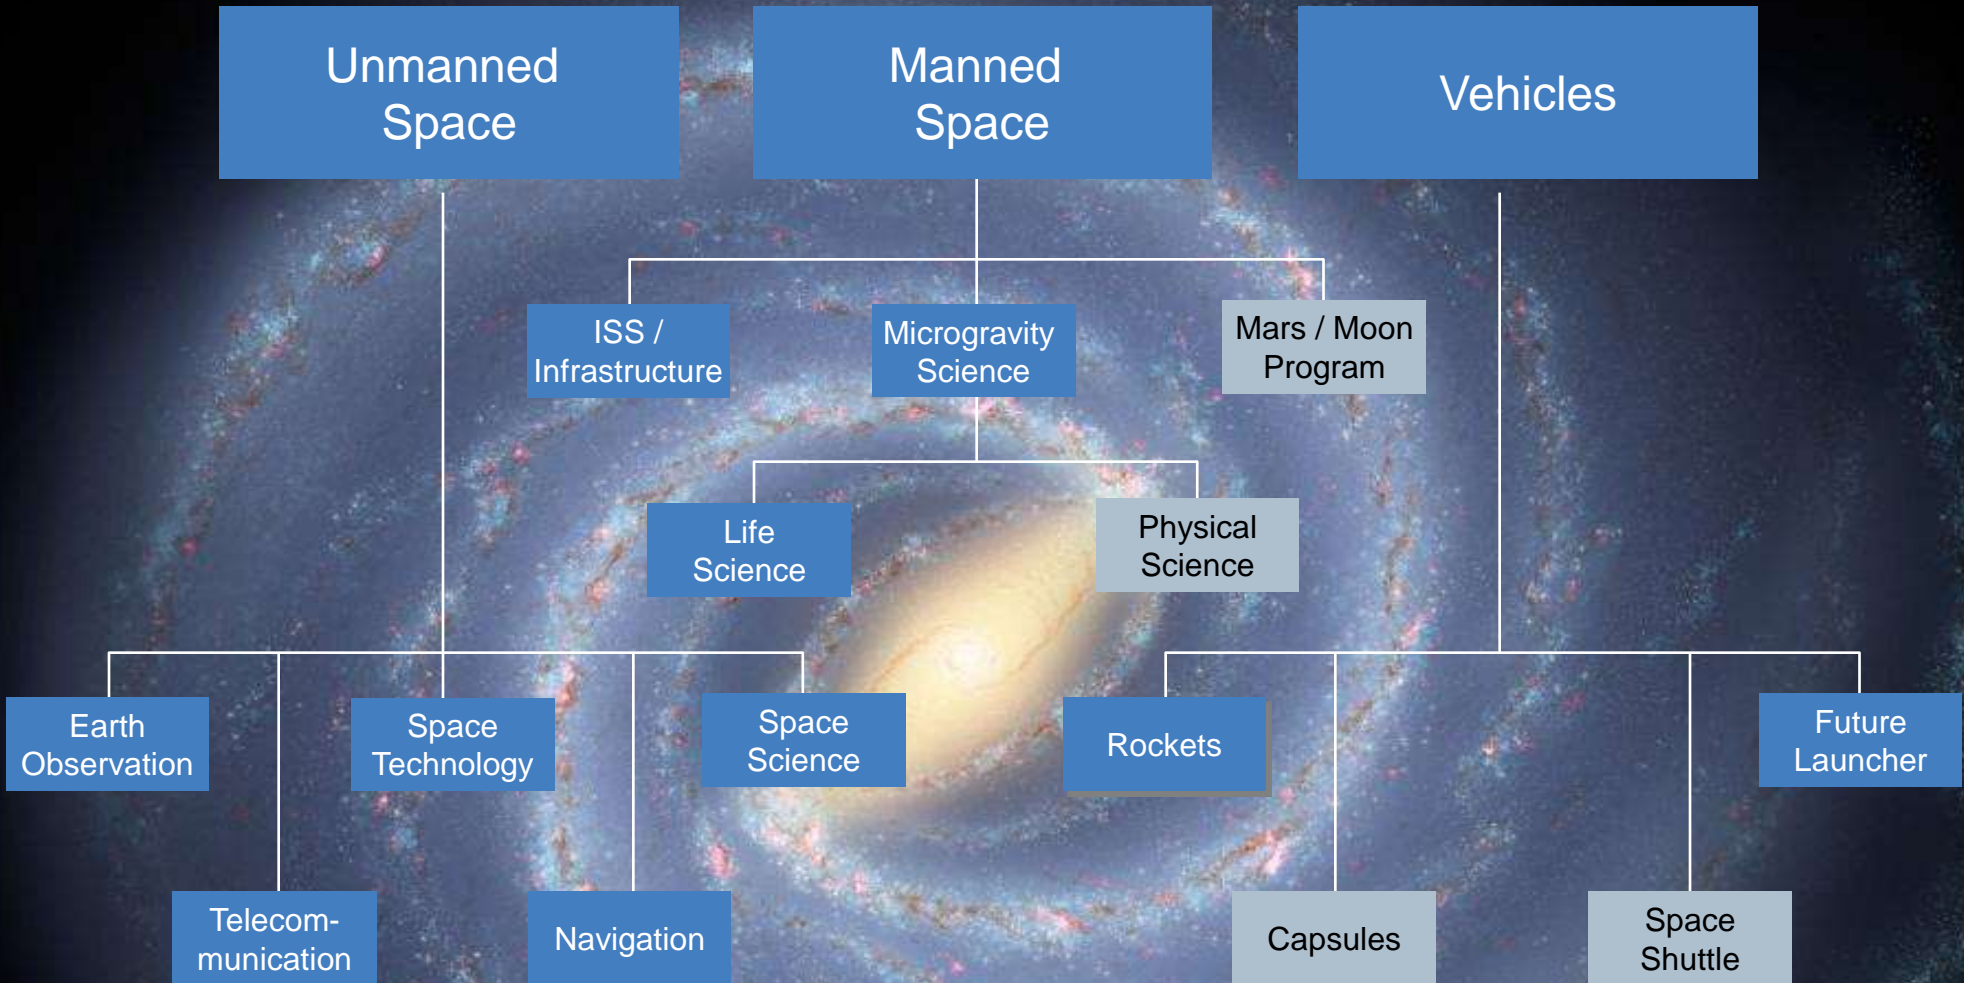 Unmanned
Space
Manned
Space
Vehicles
ISS /
Infrastructure
Microgravity
Science
Mars / Moon
Program
Life
Science
Physical
Science
Earth
Observation
Space
Technology
Space
Science
Rockets
Future
Launcher
Telecom-
munication
Navigation
Capsules
Space
Shuttle